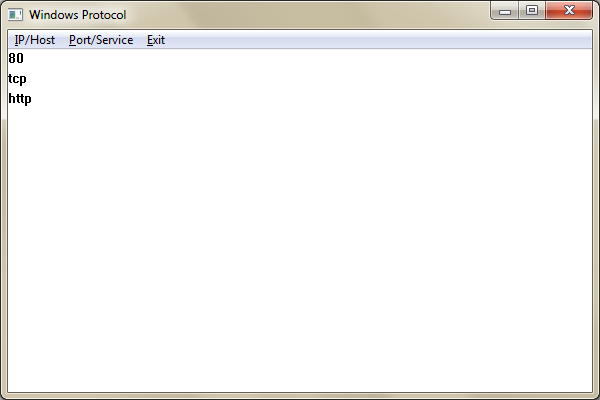 Windows Protocol
IP/Host Port/Service Exit
80
tcp
http